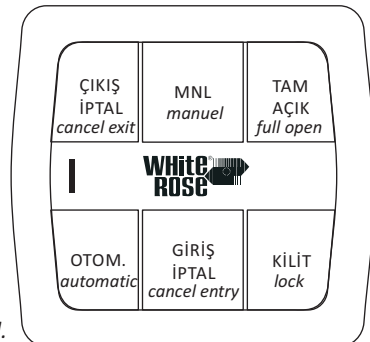 ÇIKIŞ
İPTAL
cancel exit
MNL
manuel
TAM
AÇIK
full open
WHitE
ROSE
OTOM.
automatic
GİRİŞ
İPTAL
cancel entry
KİLİT
lock